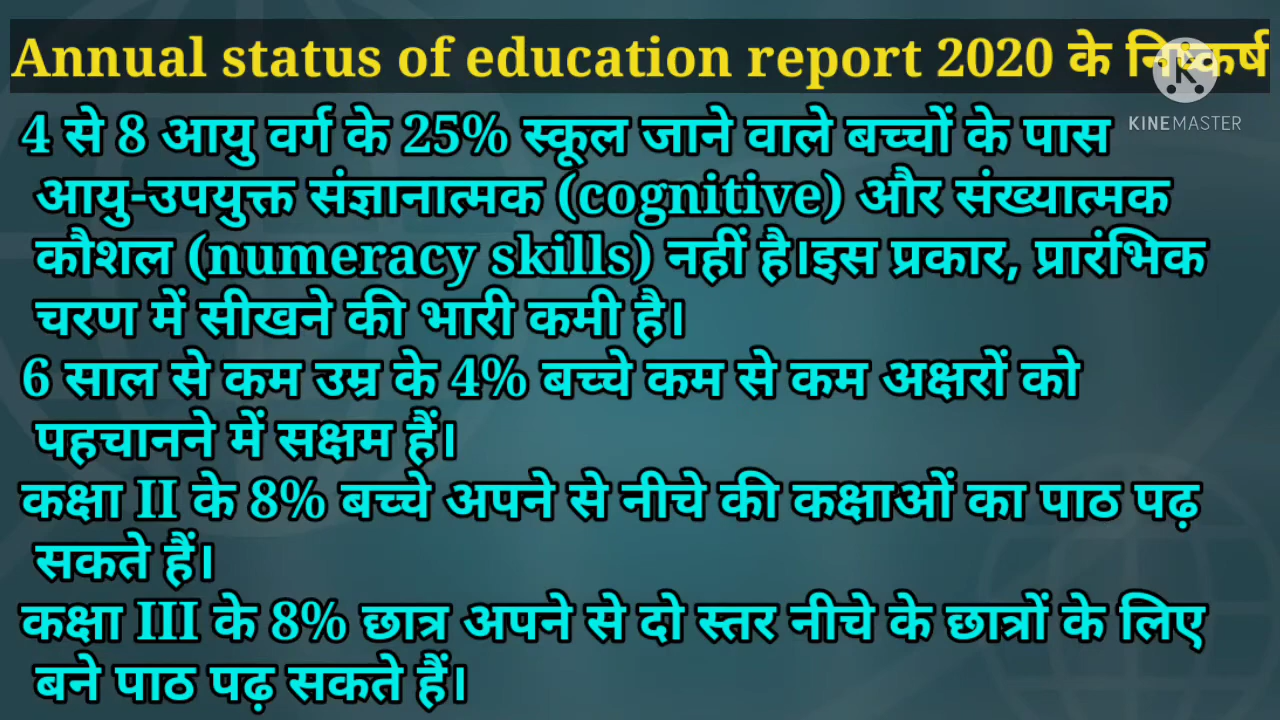 Annual status of education report 2020 के निष्कर्ष
KINEMASTER
4 से 8 आयु वर्ग के 25% स्कूल जाने वाले बच्चों के पास
आयु-उपयुक्त संज्ञानात्मक (cognitive) और संख्यात्मक
कौशल (numeracy skills) नहीं है।इस प्रकार, प्रारंभिक
चरण में सीखने की भारी कमी है।
6 साल से कम उम्र के 4% बच्चे कम से कम अक्षरों को
पहचानने में सक्षम हैं।
कक्षा II के 8% बच्चे अपने से नीचे की कक्षाओं का पाठ पढ़
सकते हैं।
कक्षा III के 8% छात्र अपने से दो स्तर नीचे के छात्रों के लिए
बने पाठ पढ़ सकते हैं।